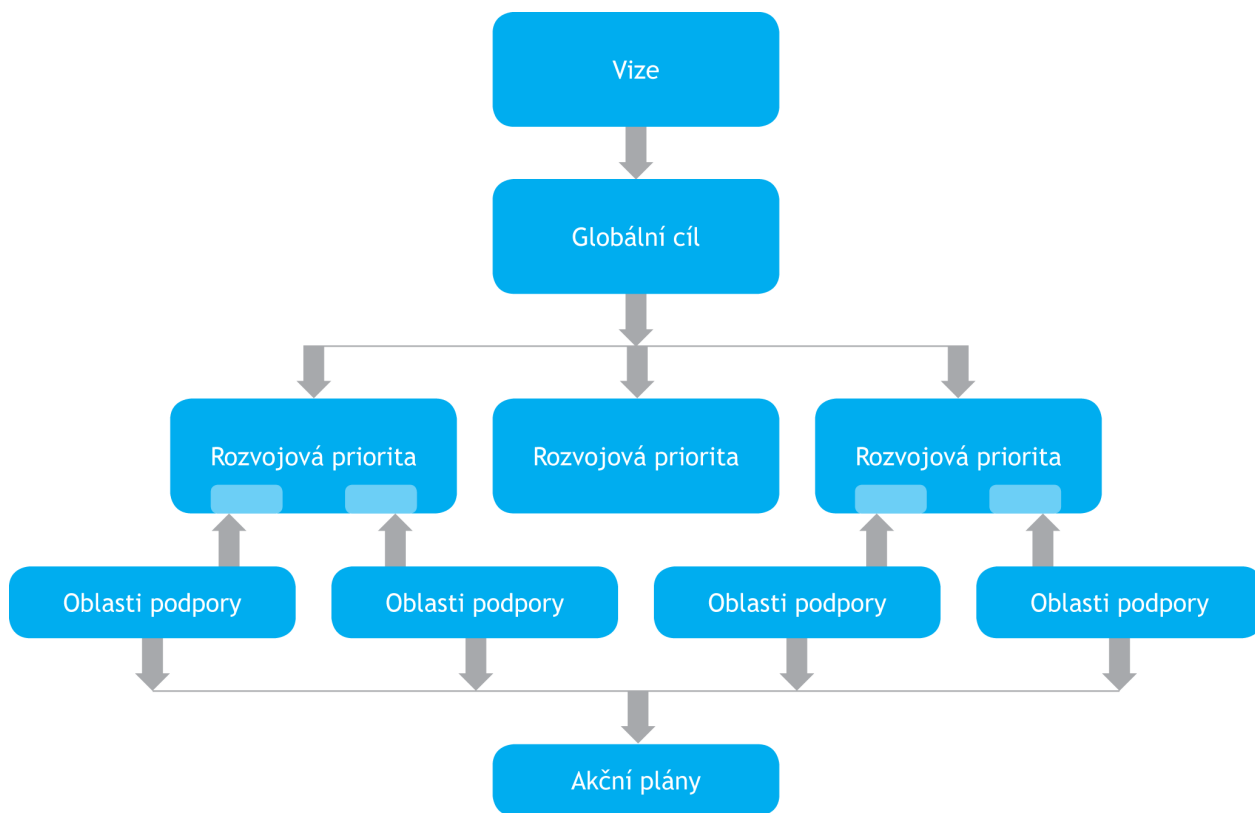 Vize
Globální cíl
Rozvojová priorita
Rozvojová priorita
Rozvojová priorita
Oblasti podpory
Oblasti podpory
Oblasti podpory
Oblasti podpory
Akční plány